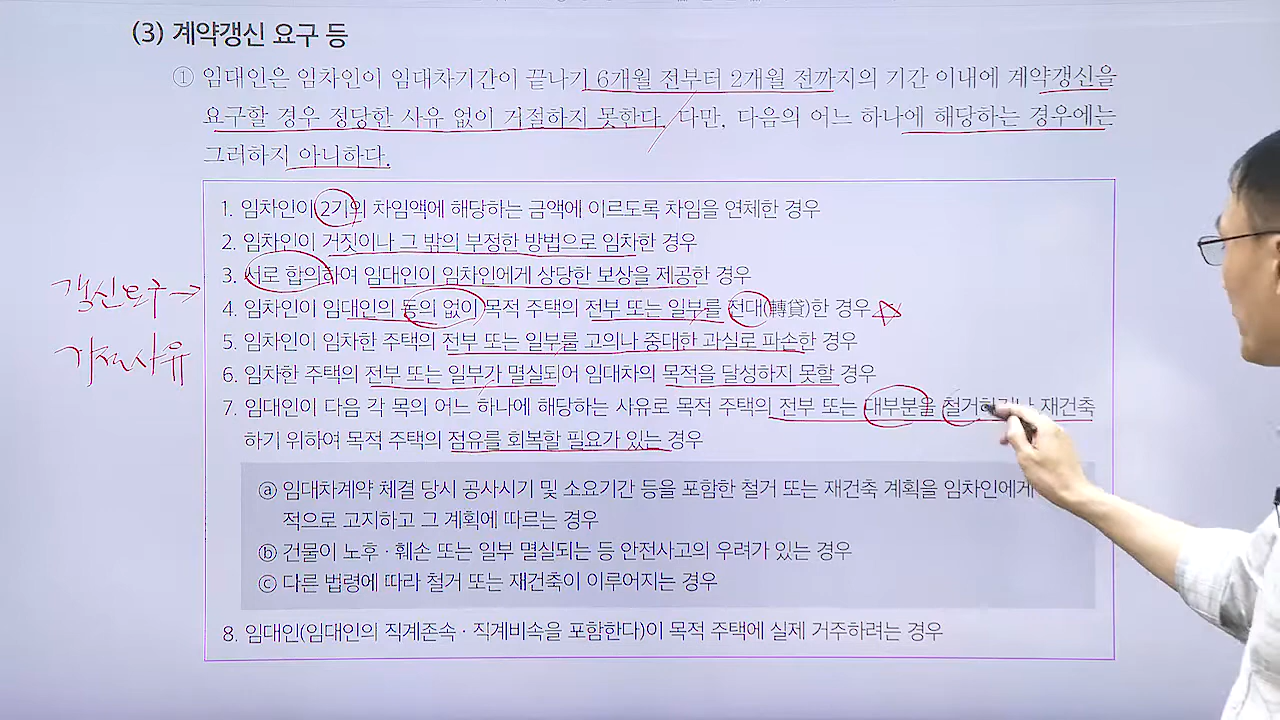 (3) 계약갱신 요구 등
① 임대인은 임차인이 임대차기간이 끝나기 6개월 전부터 2개월 전까지의 기간 이내에 계약갱신을
요구할 경우 정당한 사유 없이 거절하지 못한다. 다만, 다음의 어느 하나에 해당하는 경우에는
그러하지 아니하다.
1. 임차인이 2기의 차임액에 해당하는 금액에 이르도록 차임을 연체한 경우
2. 임차인이 거짓이나 그 밖의 부정한 방법으로 임차한 경우
3. 서로 합의하여 임대인이 임차인에게 상당한 보상을 제공한 경우
갱신요구→
4. 임차인이 임대인의 동의 없이 목적 주택의 전부 또는 일부를 전대(轉貸)한 경우
5. 임차인이 임차한 주택의 전부 또는 일부를 고의나 중대한 과실로 파손한 경우
거절사유
6. 임차한 주택의 전부 또는 일부가 멸실되어 임대차의 목적을 달성하지 못할 경우
7. 임대인이 다음 각 목의 어느 하나에 해당하는 사유로 목적 주택의 전부 또는 대부분을 철거하거나 재건축
하기 위하여 목적 주택의 점유를 회복할 필요가 있는 경우
ⓐ 임대차계약 체결 당시 공사시기 및 소요기간 등을 포함한 철거 또는 재건축 계획을 임차인에게
적으로 고지하고 그 계획에 따르는 경우
ⓑ 건물이 노후·훼손 또는 일부 멸실되는 등 안전사고의 우려가 있는 경우
ⓒ 다른 법령에 따라 철거 또는 재건축이 이루어지는 경우
8. 임대인(임대인의 직계존속·직계비속을 포함한다)이 목적 주택에 실제 거주하려는 경우